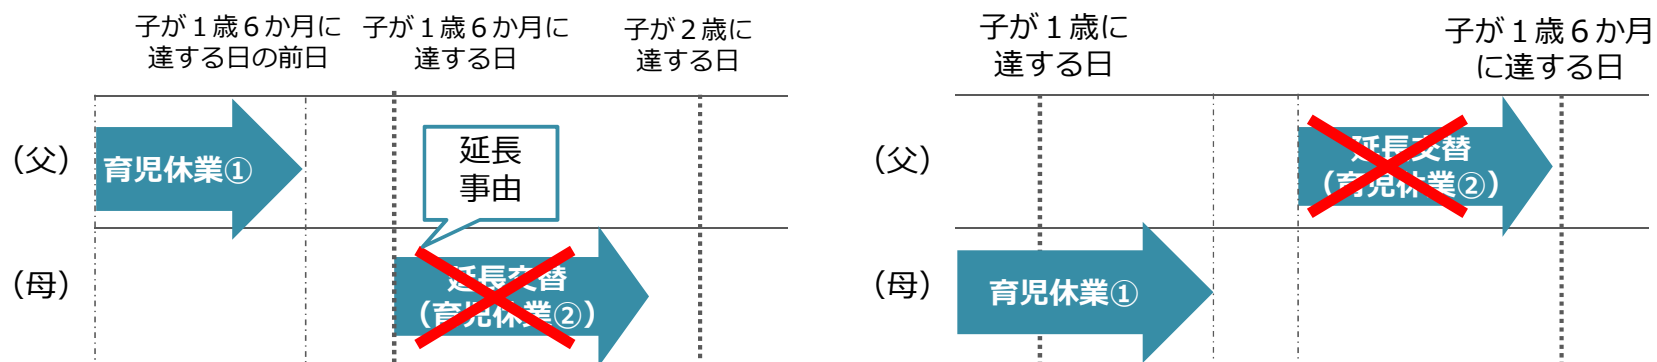 子が１歳６か月に
達する日の前日
子が１歳６か月に
達する日
子が２歳に
達する日
（父）
育児休業①
延長
事由
（母）
延長交替
（育児休業②）
子が１歳に
達する日
子が１歳６か月
に達する日
（父）
延長交替
（育児休業②）
（母）
育児休業①